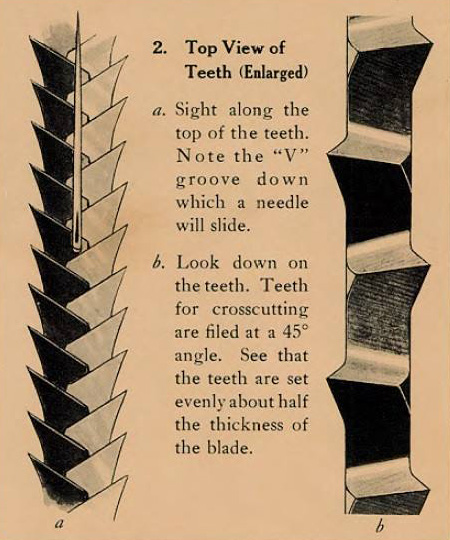 2. Top View of
Teeth (Enlarged)
a. Sight along the
top of the teeth.
Note the "V"
groove down
which a needle
will slide.
b. Look down on
the teeth. Teeth
for crosscutting
are filed at a 45°
angle. See that
the teeth are set
evenly about half
the thickness of
the blade.
a
b